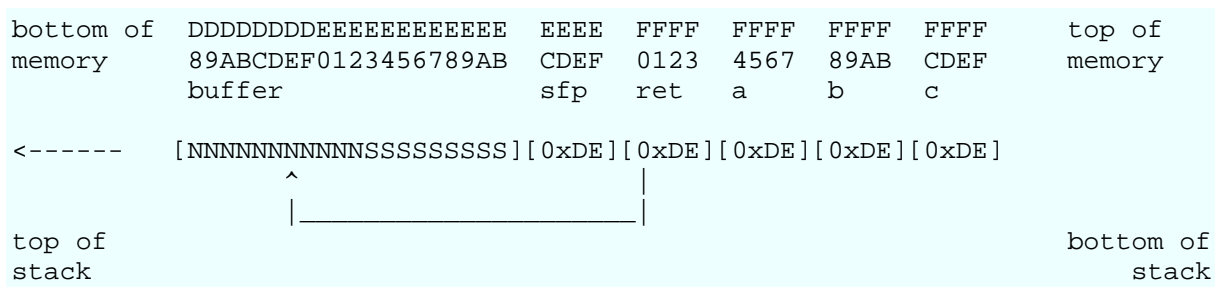 bottom of  DDDDDDDDEEEEEEEEEEEE  EEEE  FFFF  FFFF  FFFF  FFFF     top of
memory     89ABCDEF0123456789AB  CDEF  0123  4567  89AB  CDEF     memory
           buffer                sfp   ret   a     b     c
<------   [NNNNNNNNNNNSSSSSSSSS][0xDE][0xDE][0xDE][0xDE][0xDE]
                 ^                     |
                 |_____________________|
top of                                                            bottom of
stack                                                                 stack